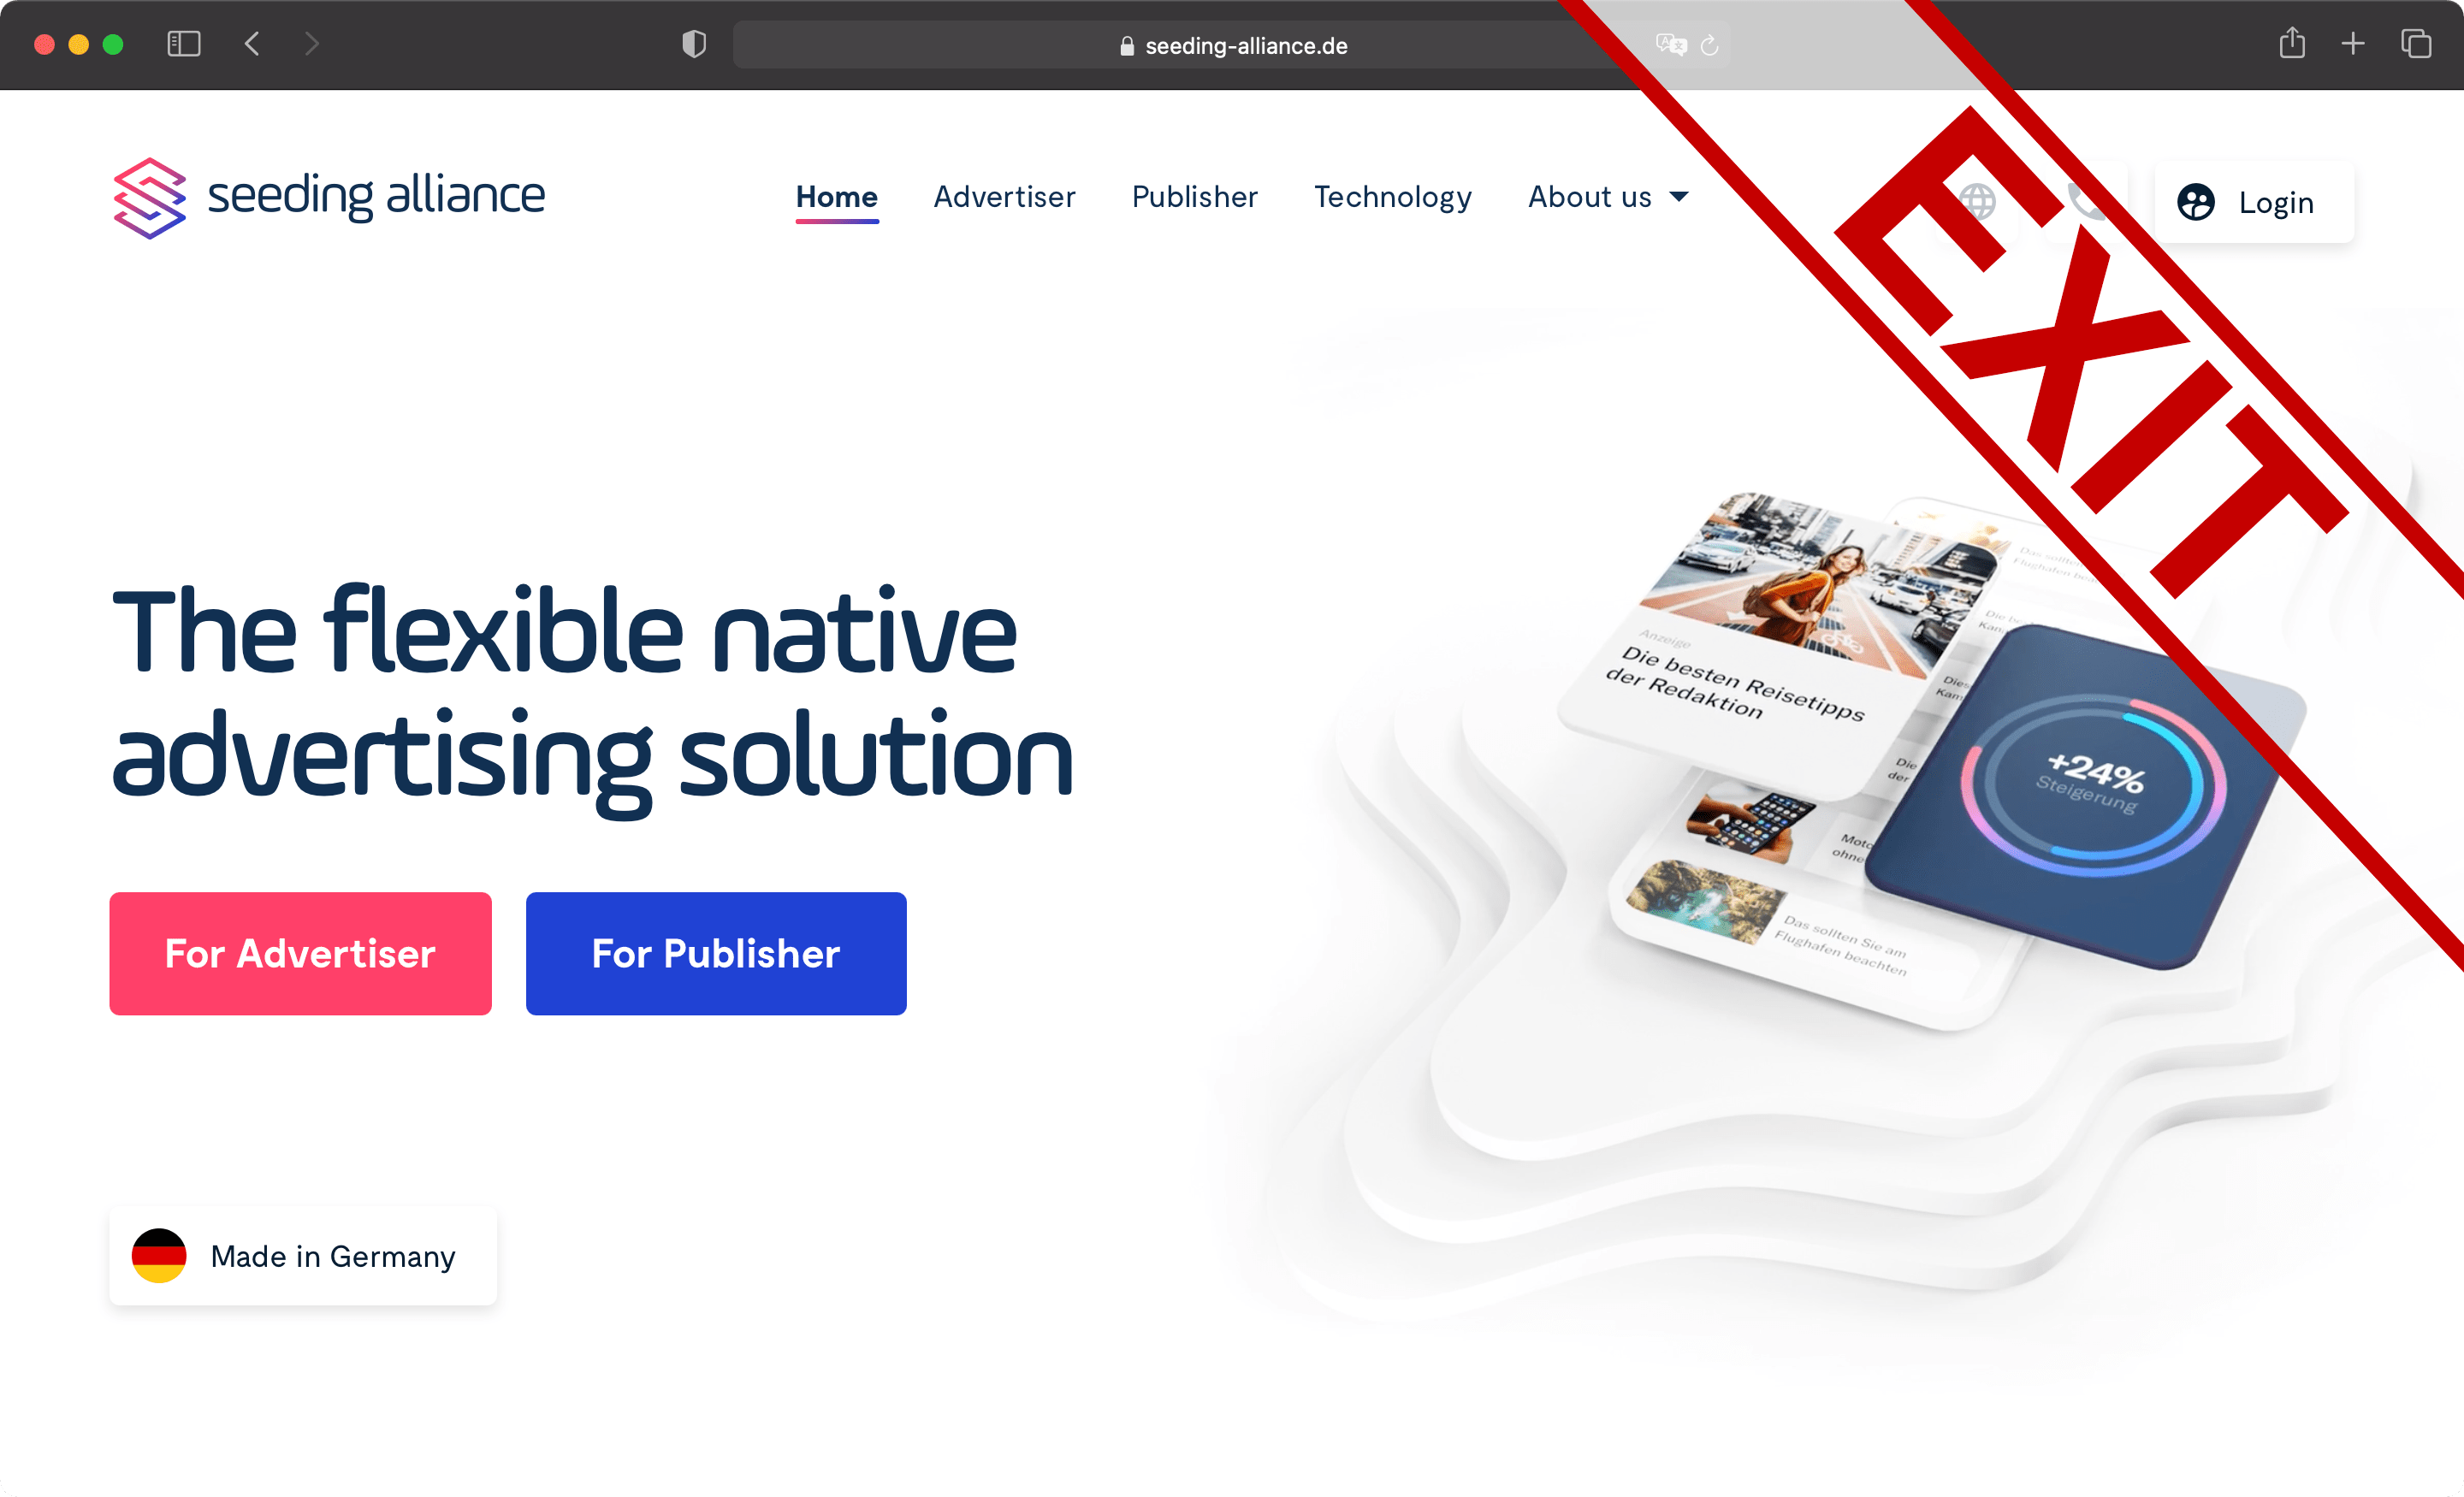 seeding-alliance.de
seeding alliance
Home
Advertiser
Publisher
Technology
About us
Login
EXIT
The flexible native
advertising solution
For Advertiser
For Publisher
Made in Germany
Anzeige
Die besten Reisetipps
der Redaktion
+24%
Steigerung
Das sollten Sie am
Flughafen beachten